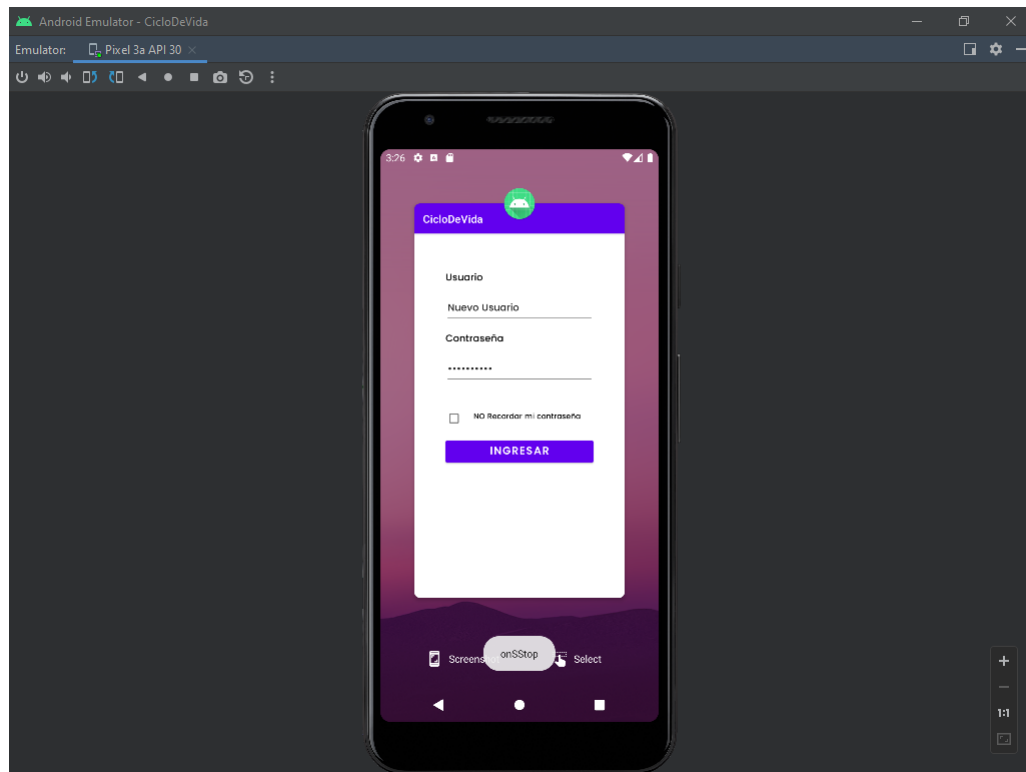 Android Emulator - CicloDeVida
Emulator: Pixel 3a API 30
3:26
CicloDeVida
Usuario
Nuevo Usuario
Contraseña
••••••••••
NO Recordar mi contraseña
INGRESAR
Screens
onSStop
Select
1:1